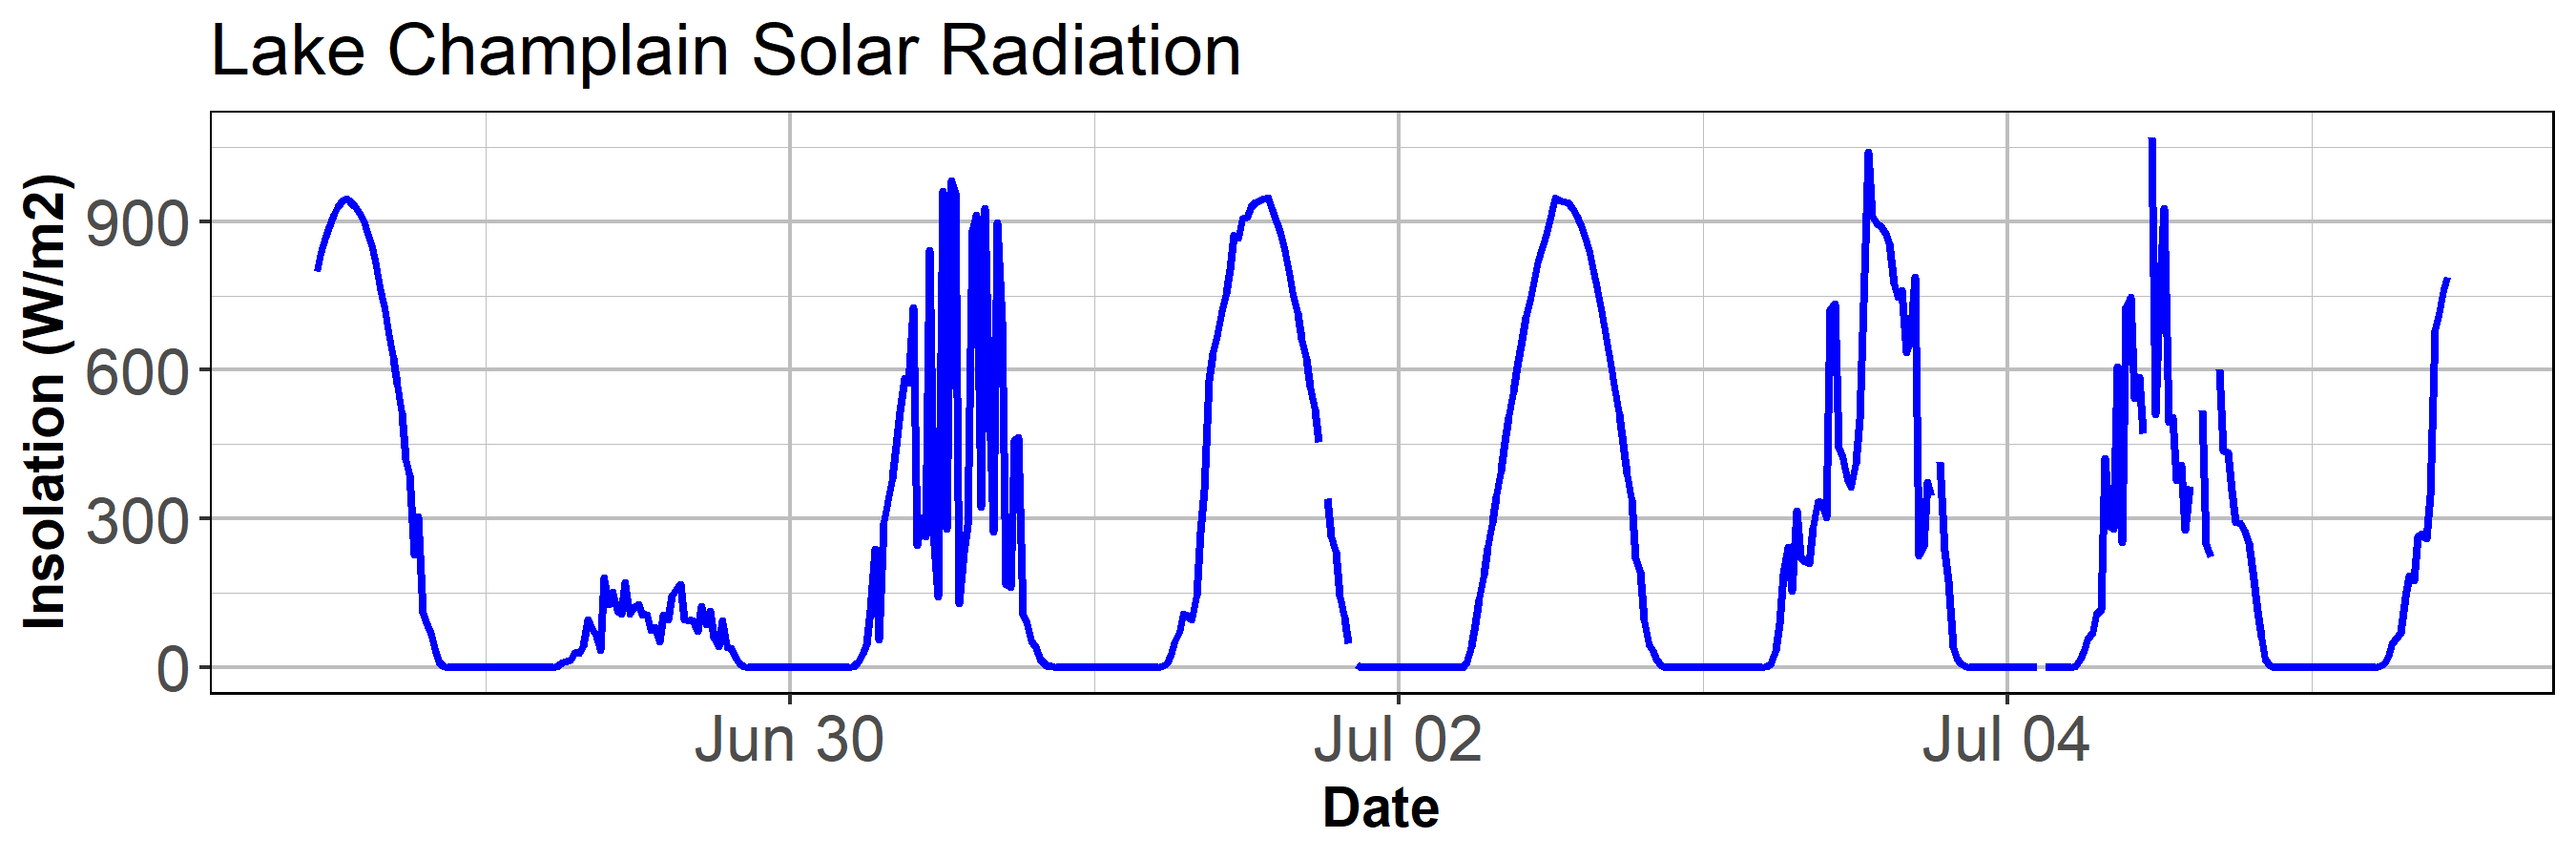 Lake Champlain Solar Radiation
Insolation (W/m2)
900
600
300
0
Jun 30 Jul 02 Jul 04
Date